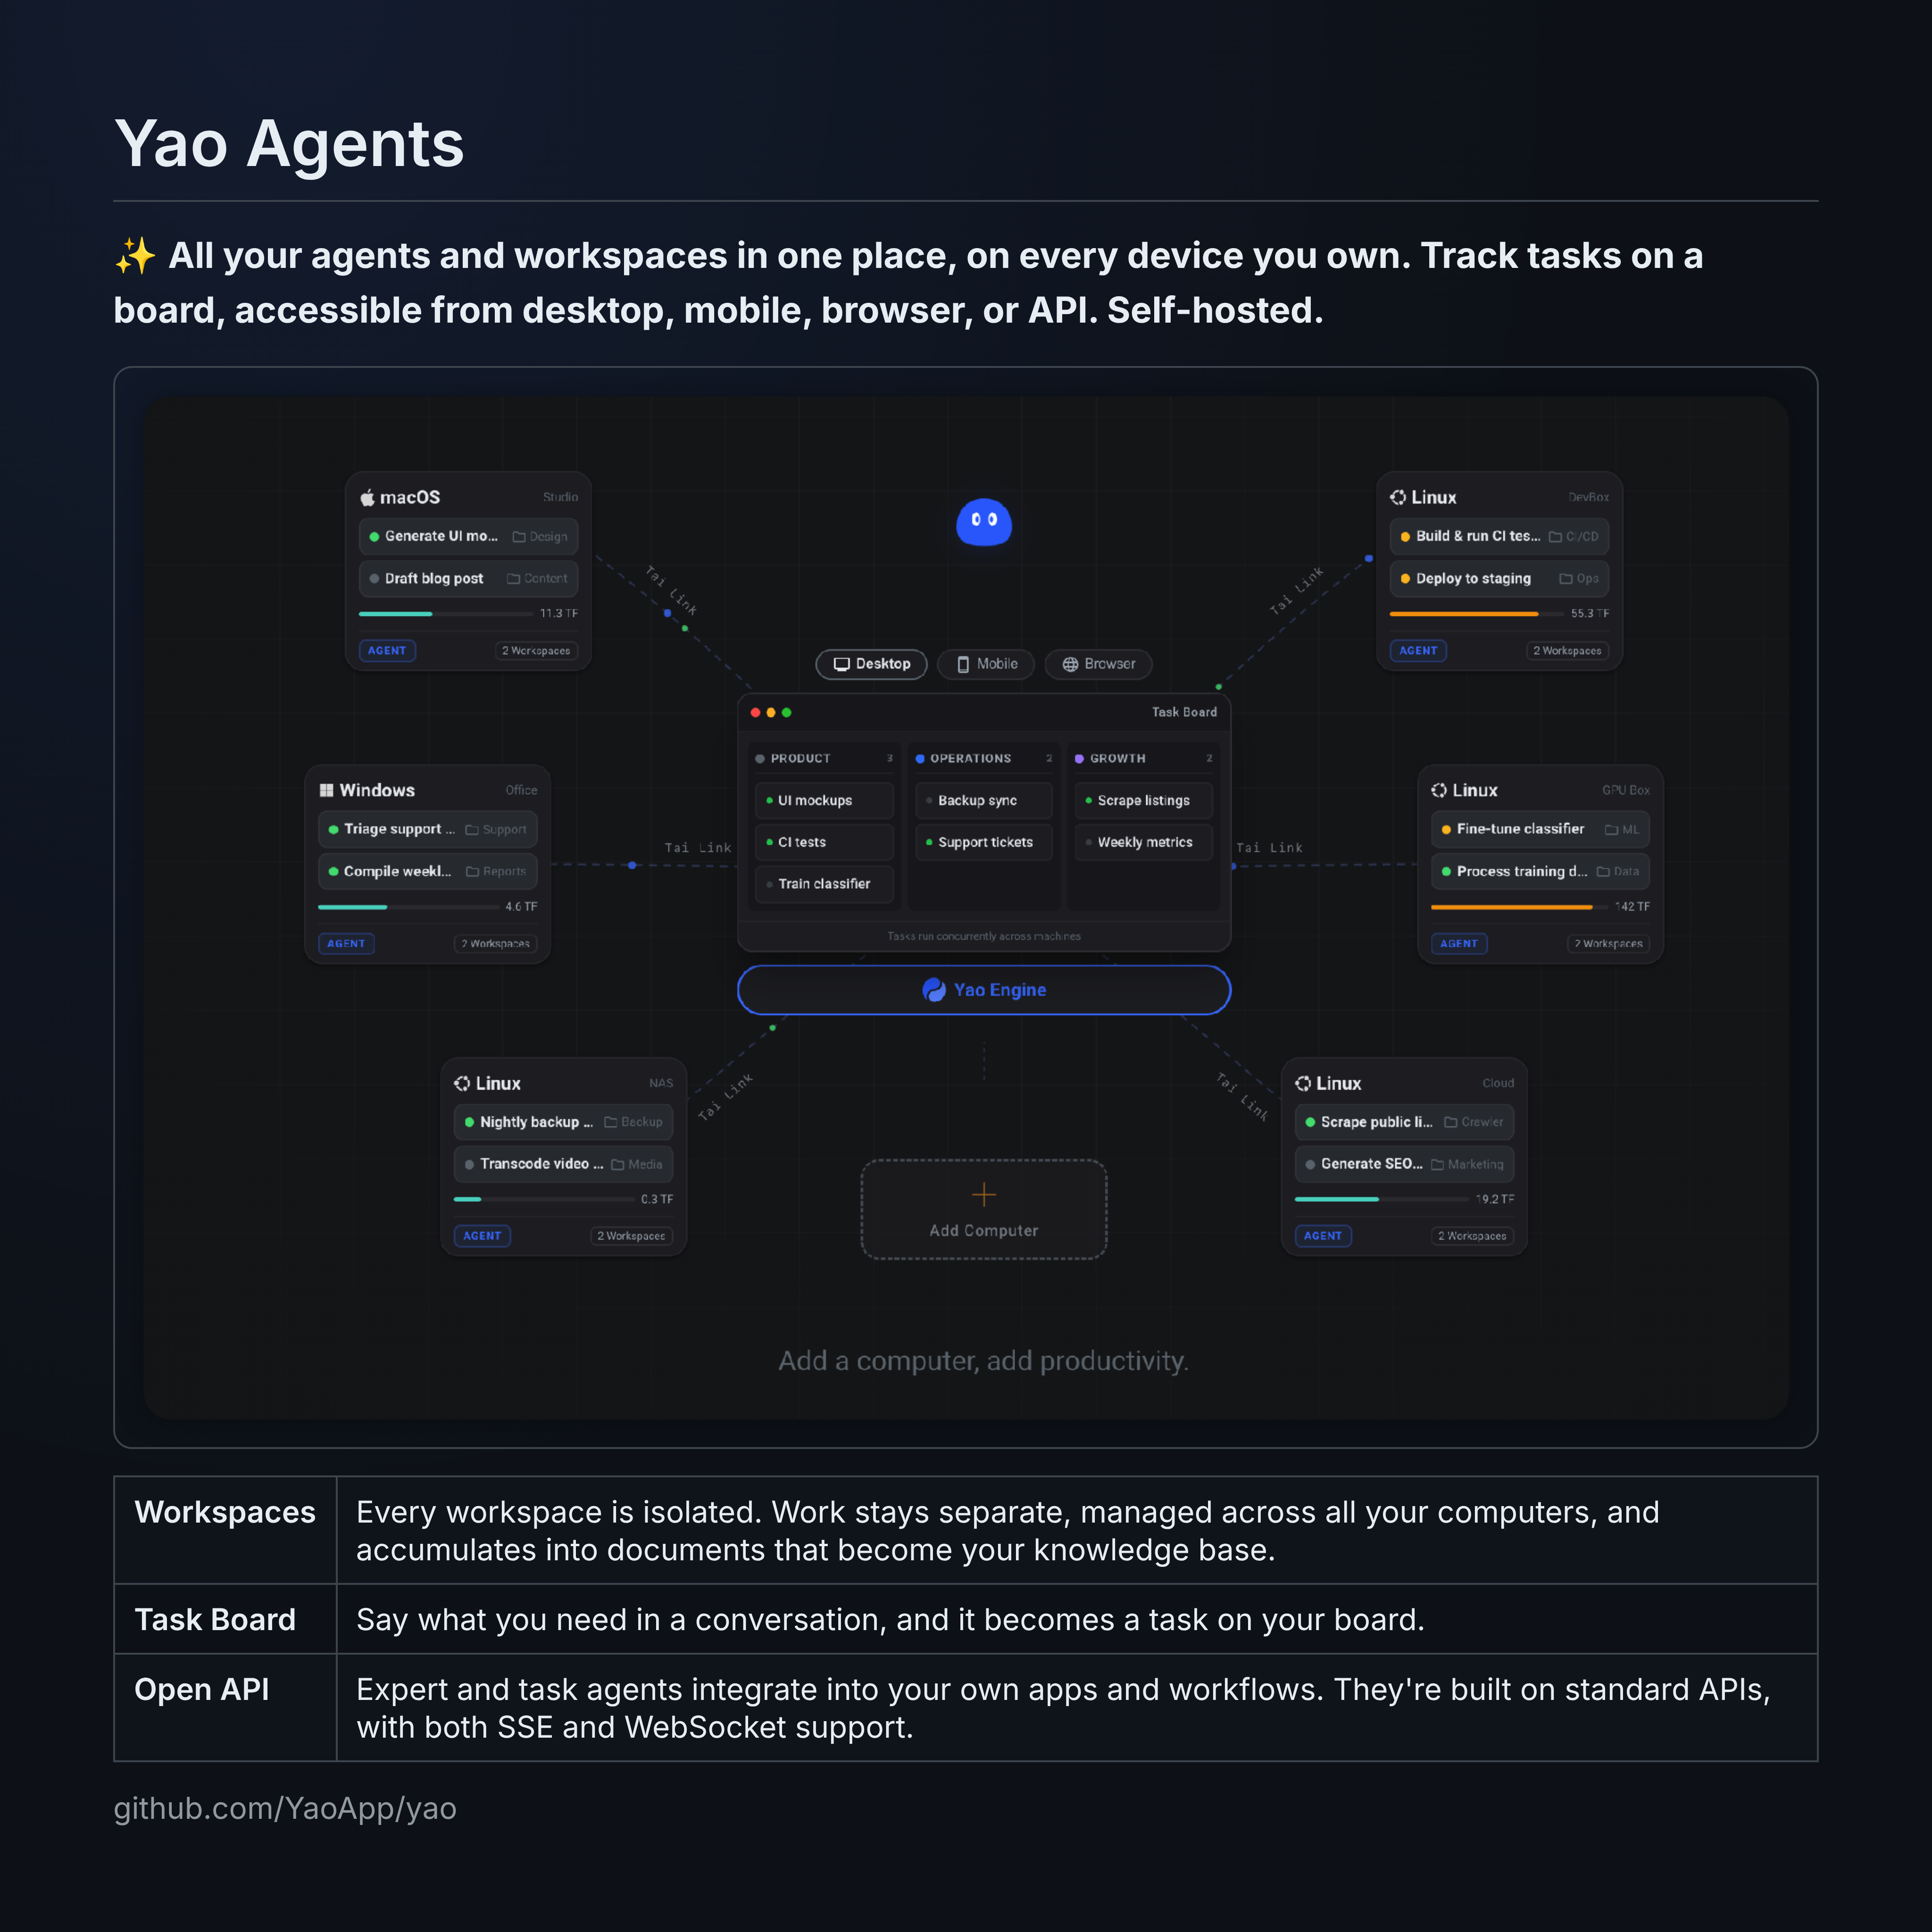 Yao Agents
✨ All your agents and workspaces in one place, on every device you own. Track tasks on a
board, accessible from desktop, mobile, browser, or API. Self-hosted.
macOS Studio
Generate UI mo... Design
Draft blog post Content
11.3 TF
AGENT 2 Workspaces
Linux DevBox
Build & run CI tes... CI/CD
Deploy to staging Ops
55.3 TF
AGENT 2 Workspaces
Tai Link
Tai Link
Desktop Mobile Browser
Task Board
PRODUCT 3
UI mockups
CI tests
Train classifier
OPERATIONS 2
Backup sync
Support tickets
GROWTH 2
Scrape listings
Weekly metrics
Tasks run concurrently across machines
Windows Office
Triage support ... Support
Compile weekl... Reports
4.6 TF
AGENT 2 Workspaces
Tai Link
Tai Link
Linux GPU Box
Fine-tune classifier ML
Process training d... Data
142 TF
AGENT 2 Workspaces
Yao Engine
Linux NAS
Nightly backup ... Backup
Transcode video ... Media
0.3 TF
AGENT 2 Workspaces
Tai Link
Tai Link
Linux Cloud
Scrape public li... Crawler
Generate SEO... Marketing
19.2 TF
AGENT 2 Workspaces
Add Computer
Add a computer, add productivity.
Workspaces
Every workspace is isolated. Work stays separate, managed across all your computers, and
accumulates into documents that become your knowledge base.
Task Board
Say what you need in a conversation, and it becomes a task on your board.
Open API
Expert and task agents integrate into your own apps and workflows. They're built on standard APIs,
with both SSE and WebSocket support.
github.com/YaoApp/yao